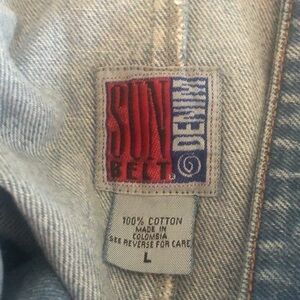 SUN
BELT
DENIM
100% COTTON
MADE IN
COLOMBIA
SEE REVERSE FOR CARE
L